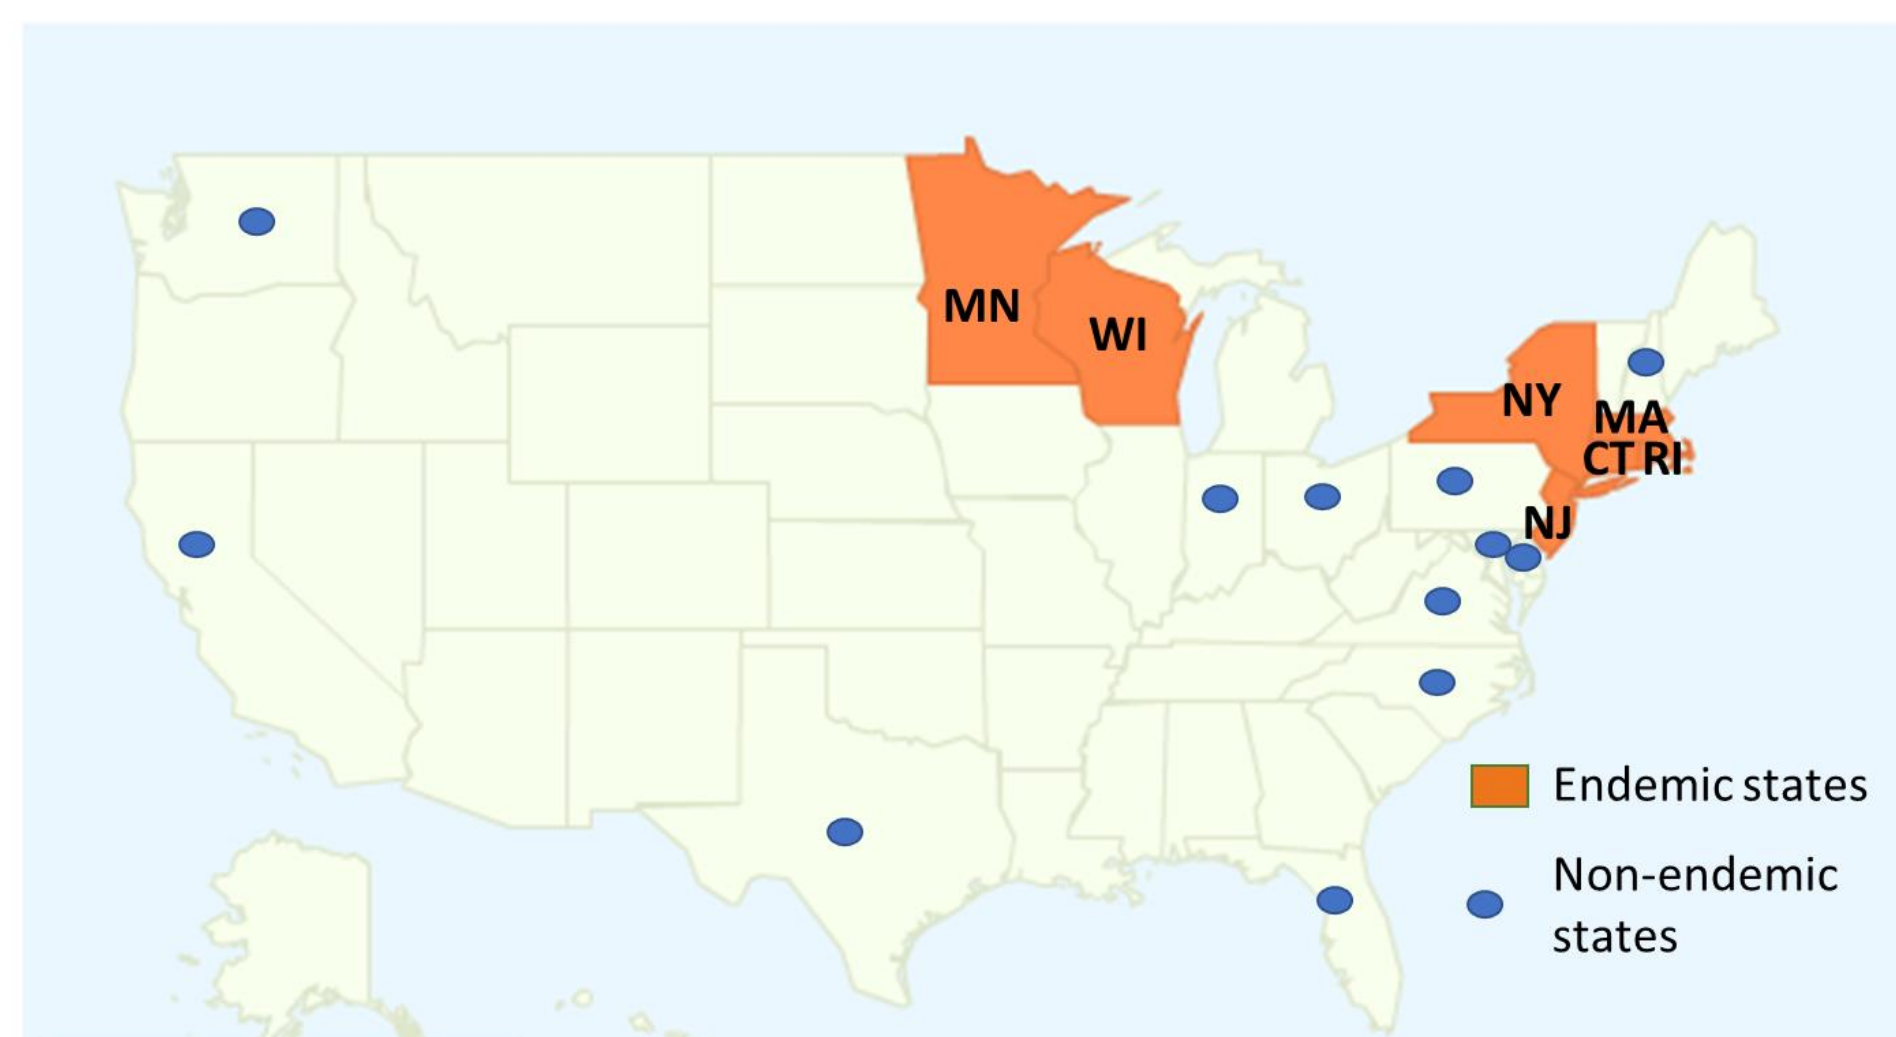 MN
WI
NY
MA
CT RI
NJ
Endemic states
Non-endemic
states